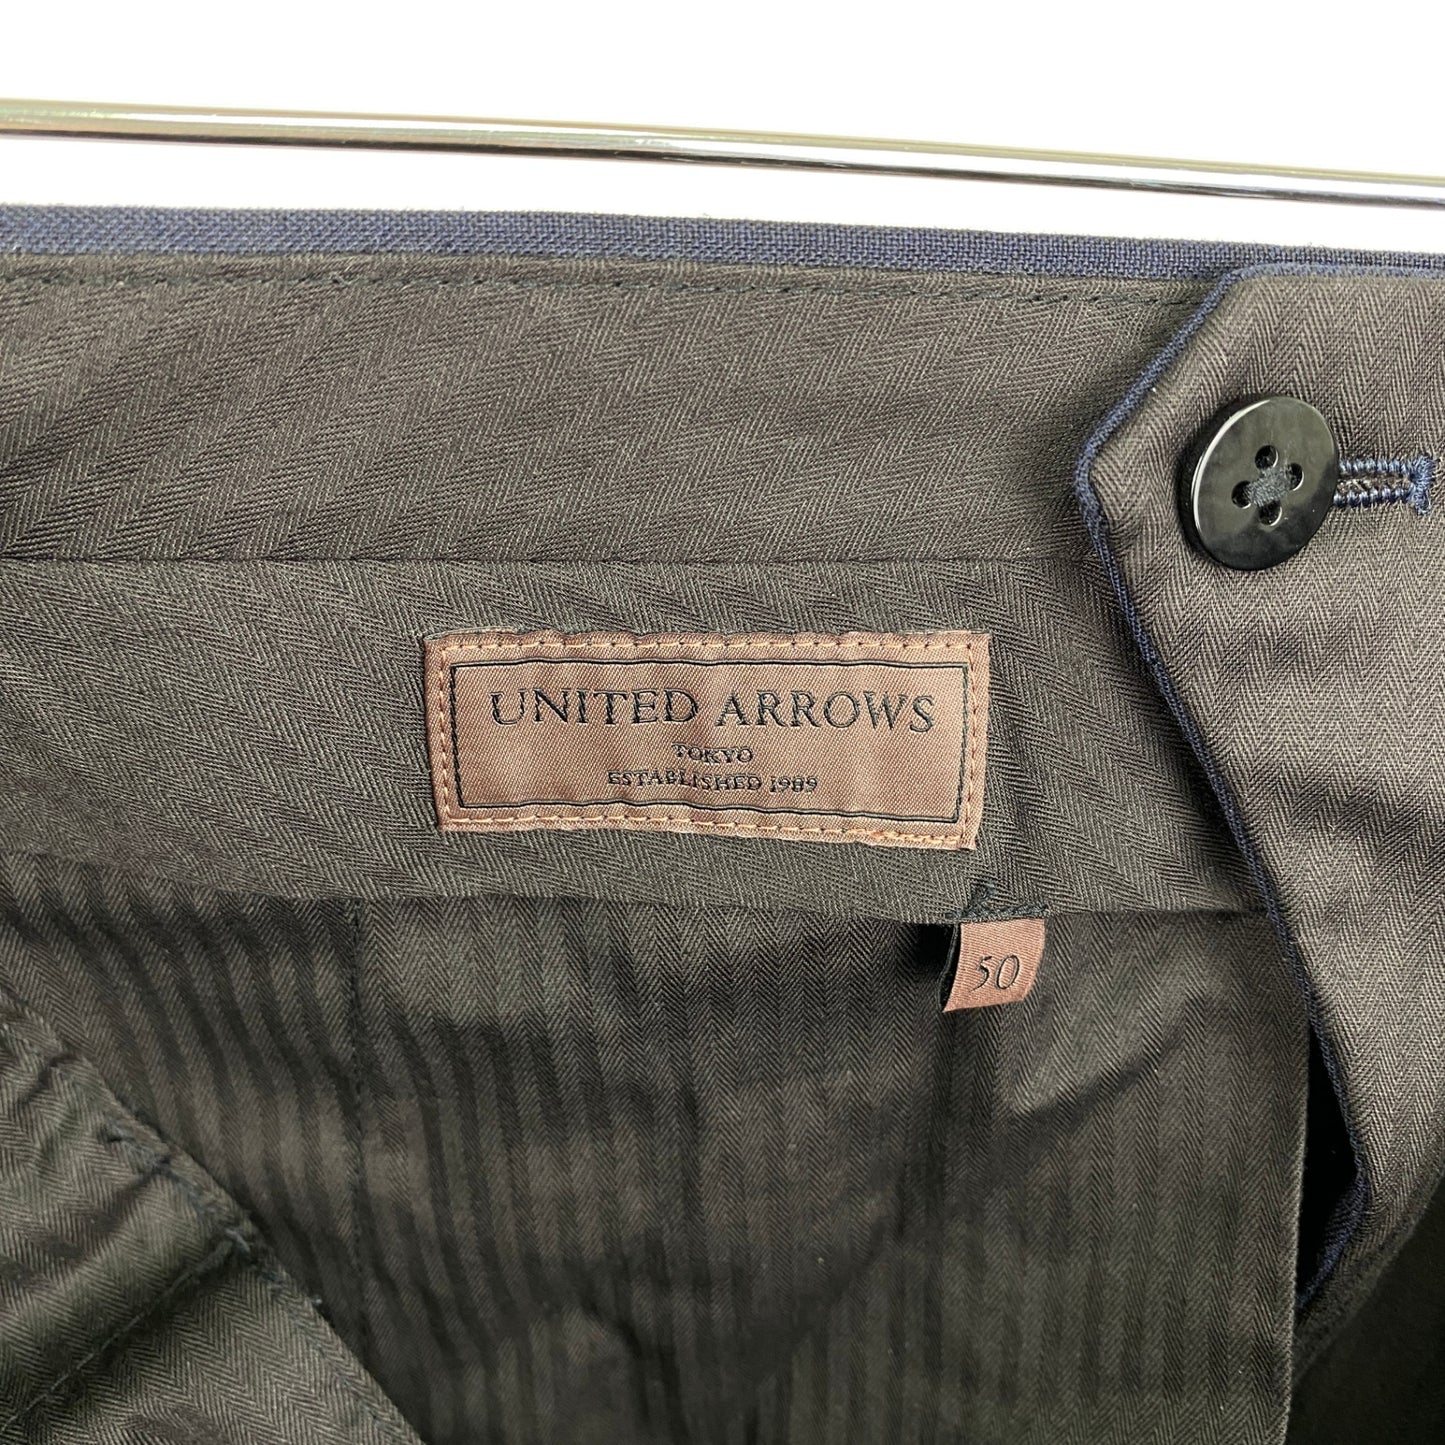 UNITED ARROWS
TOKYO
ESTABLISHED 1989
50